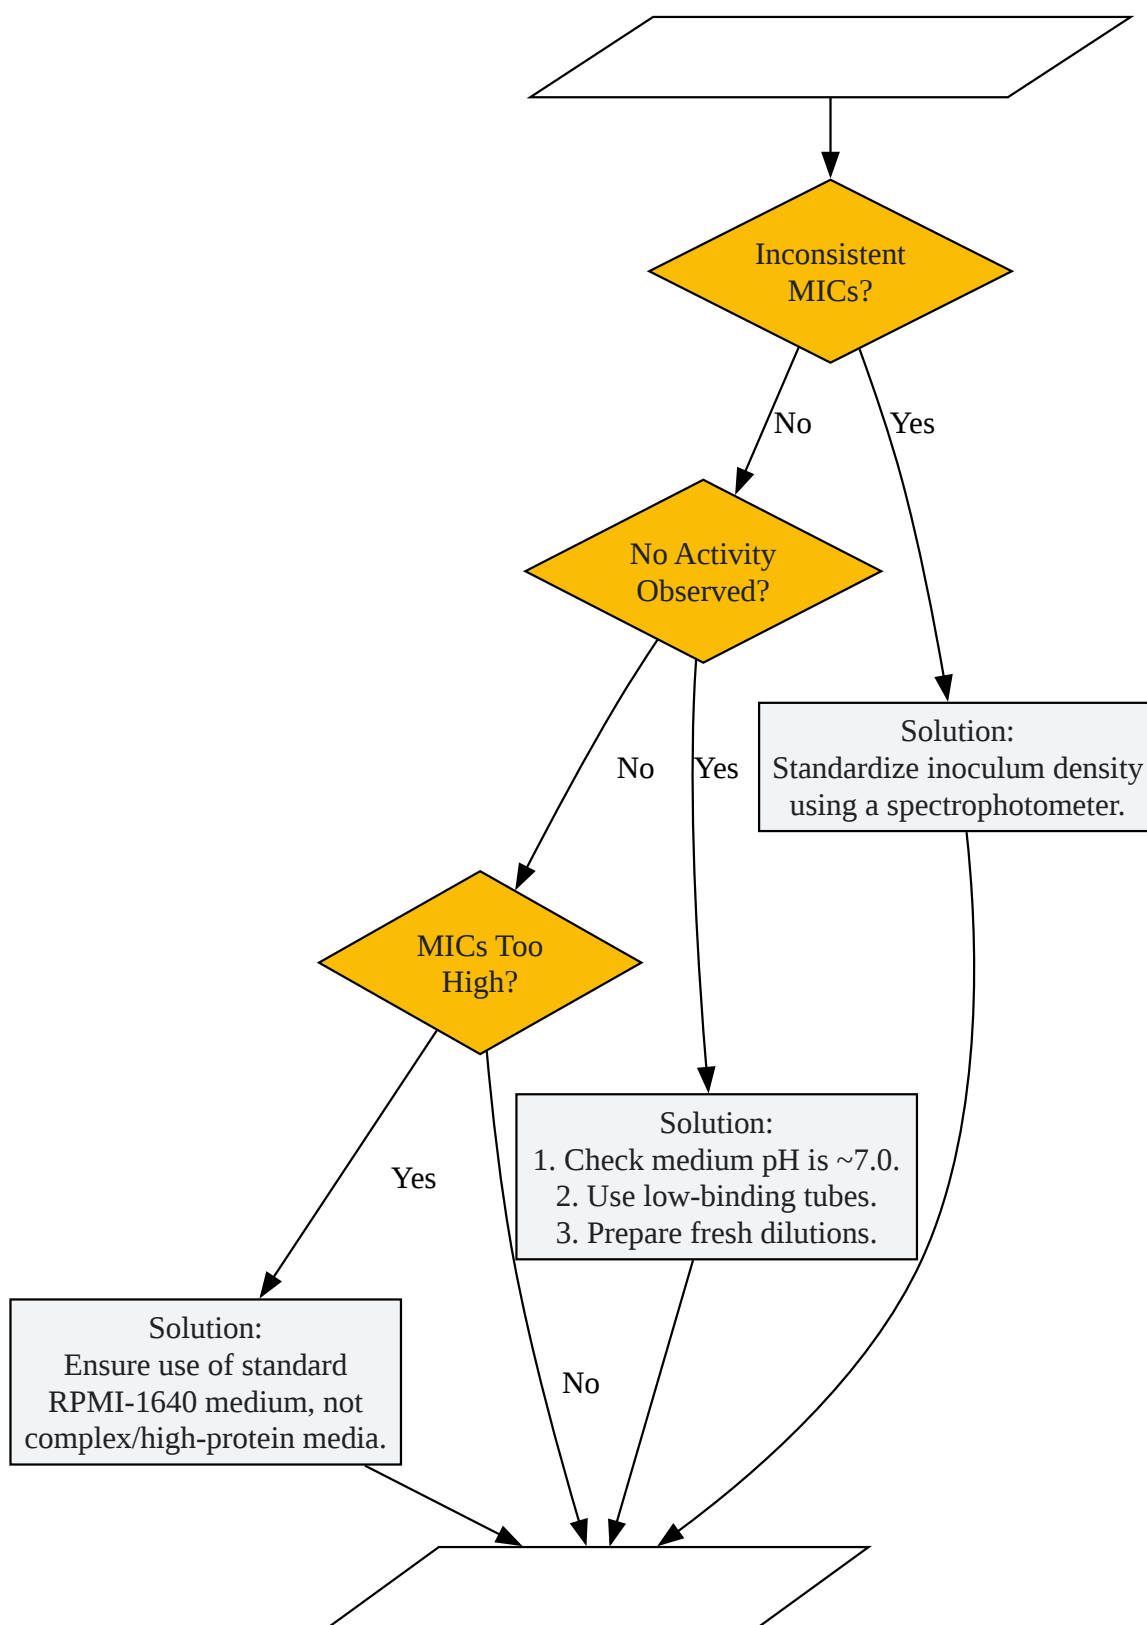 Inconsistent
MICs?
No
Yes
No Activity
Observed?
No
Yes
Solution:
Standardize inoculum density
using a spectrophotometer.
MICs Too
High?
Yes
Solution:
1. Check medium pH is ~7.0.
2. Use low-binding tubes.
3. Prepare fresh dilutions.
Solution:
Ensure use of standard
RPMI-1640 medium, not
complex/high-protein media.
No